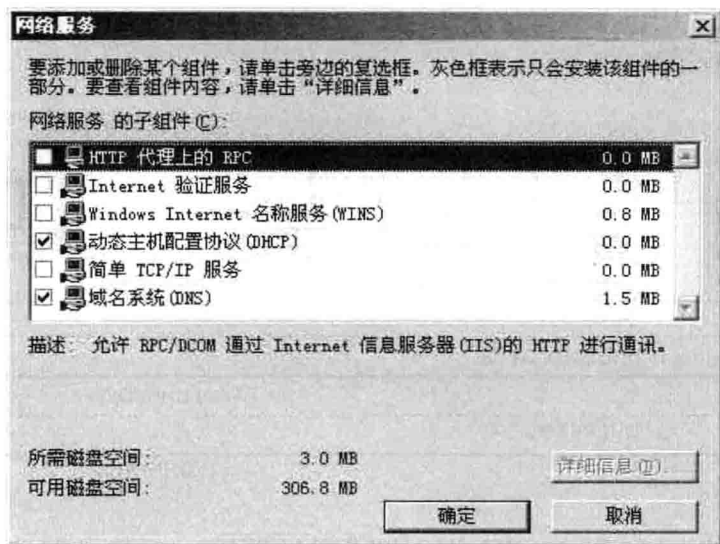 网络服务
要添加或删除某个组件，请单击旁边的复选框。灰色框表示只会安装该组件的一
部分。要查看组件内容，请单击“详细信息”。
网络服务 的子组件(C):
HTTP 代理上的 RPC 0.0 MB
Internet 验证服务 0.0 MB
Windows Internet 名称服务(WINS) 0.8 MB
动态主机配置协议(DHCP) 0.0 MB
简单 TCP/IP 服务 0.0 MB
域名系统(DNS) 1.5 MB
描述: 允许 RPC/DCOM 通过 Internet 信息服务器(IIS)的 HTTP 进行通讯。
所需磁盘空间: 3.0 MB
详细信息(D)...
可用磁盘空间: 306.8 MB
确定 取消